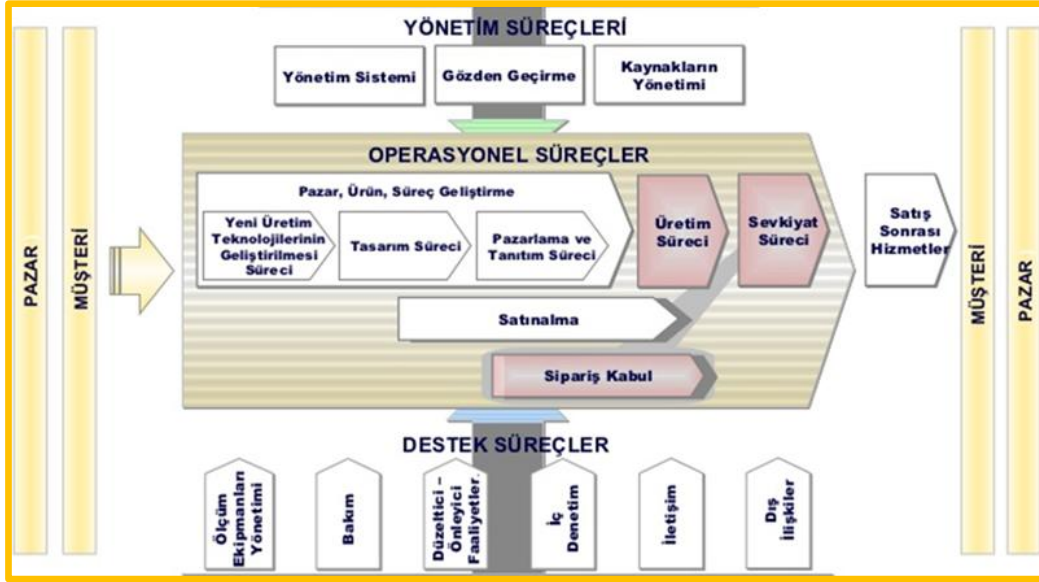 YÖNETİM SÜREÇLERİ
Yönetim Sistemi
Gözden Geçirme
Kaynakların
Yönetimi
PAZAR
MÜŞTERİ
OPERASYONEL SÜREÇLER
Pazar, Ürün, Süreç Geliştirme
Yeni Üretim
Teknolojilerinin
Geliştirilmesi
Süreci
Tasarım Süreci
Pazarlama ve
Tanıtım Süreci
Üretim
Süreci
Sevkiyat
Süreci
Satış
Sonrası
Hizmetler
Satınalma
Sipariş Kabul
MÜŞTERİ
PAZAR
DESTEK SÜREÇLER
Ölçüm
Ekipmanları
Yönetimi
Bakım
Düzeltici –
Önleyici
Faaliyetler.
İç
Denetim
İletişim
Dış
İlişkiler